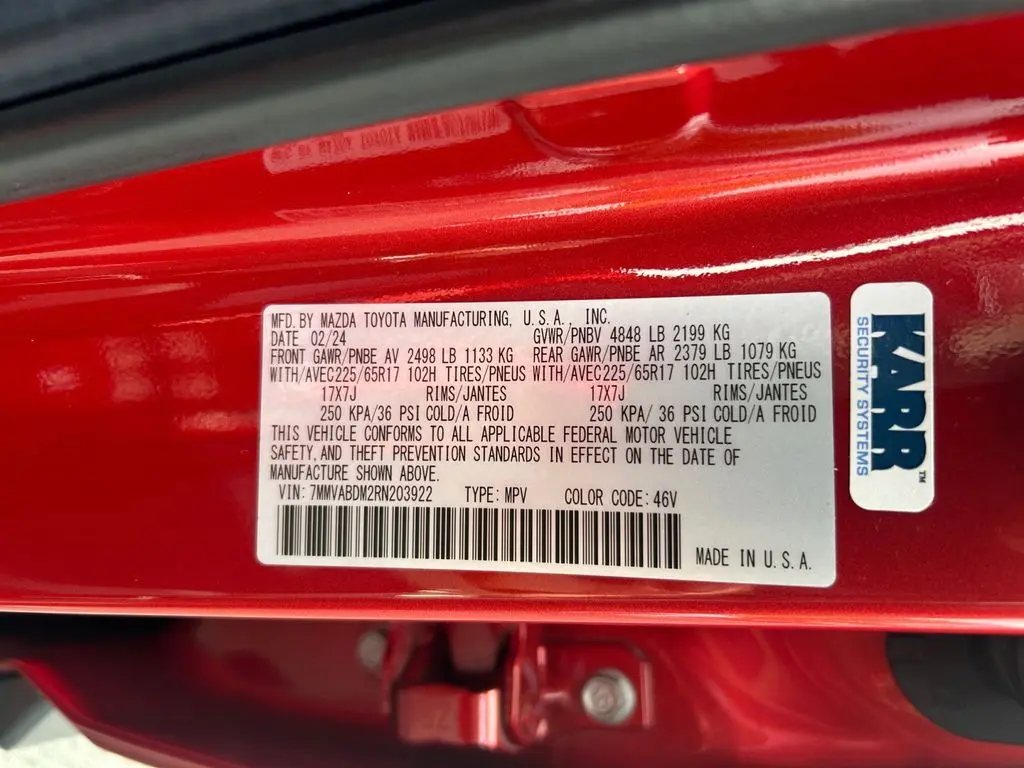 MFD. BY MAZDA TOYOTA MANUFACTURING, U.S.A., INC.
DATE 02/24 GVWR/PNBV 4848 LB 2199 KG
FRONT GAWR/PNBE AV 2498 LB 1133 KG REAR GAWR/PNBE AR 2379 LB 1079 KG
WITH/AVEC225/65R17 102H TIRES/PNEUS WITH/AVEC225/65R17 102H TIRES/PNEUS
17X7J RIMS/JANTES 17X7J RIMS/JANTES
250 KPA/36 PSI COLD/A FROID 250 KPA/ 36 PSI COLD/A FROID
THIS VEHICLE CONFORMS TO ALL APPLICABLE FEDERAL MOTOR VEHICLE
SAFETY, AND THEFT PREVENTION STANDARDS IN EFFECT ON THE DATE OF
MANUFACTURE SHOWN ABOVE.
VIN: 7MMVABDM2RN203922 TYPE: MPV COLOR CODE: 46V
MADE IN U.S.A.
KARR™
SECURITY SYSTEMS